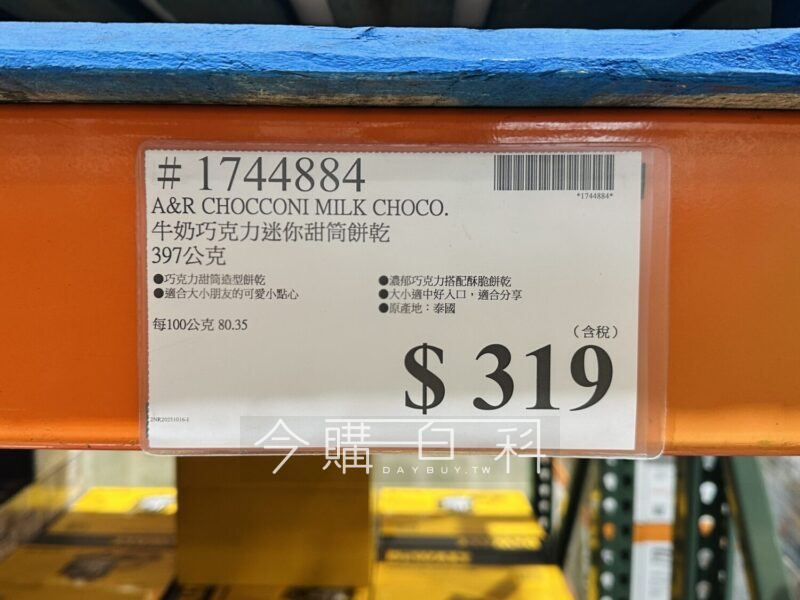 # 1744884
*1744884*
A&R CHOCCONI MILK CHOCO.
牛奶巧克力迷你甜筒餅乾
397公克
●巧克力甜筒造型餅乾
●適合大小朋友的可愛小點心
●濃郁巧克力搭配酥脆餅乾
●大小適中好入口，適合分享
●原產地：泰國
每100公克 80.35
（含稅）
$ 319
今購百科
DAYBUY.TW